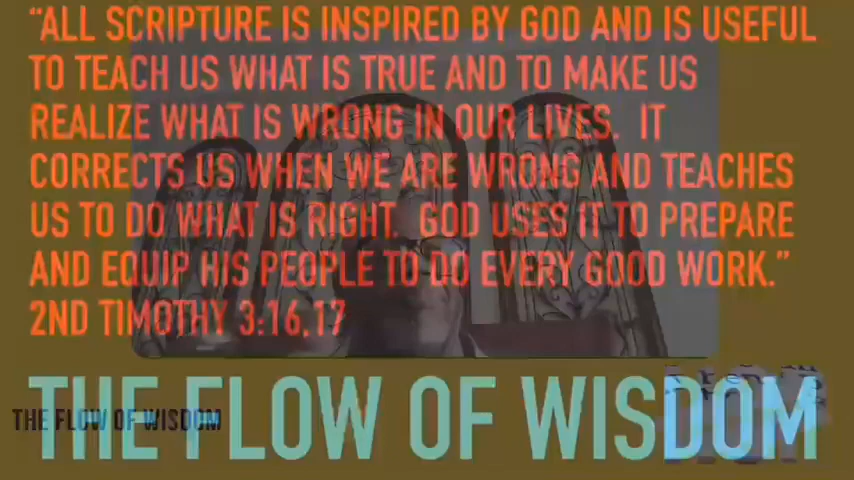 “ALL SCRIPTURE IS INSPIRED BY GOD AND IS USEFUL
TO TEACH US WHAT IS TRUE AND TO MAKE US
REALIZE WHAT IS WRONG IN OUR LIVES. IT
CORRECTS US WHEN WE ARE WRONG AND TEACHES
US TO DO WHAT IS RIGHT. GOD USES IT TO PREPARE
AND EQUIP HIS PEOPLE TO DO EVERY GOOD WORK.”
2ND TIMOTHY 3:16,17
THE FLOW OF WISDOM
THE FLOW OF WISDOM